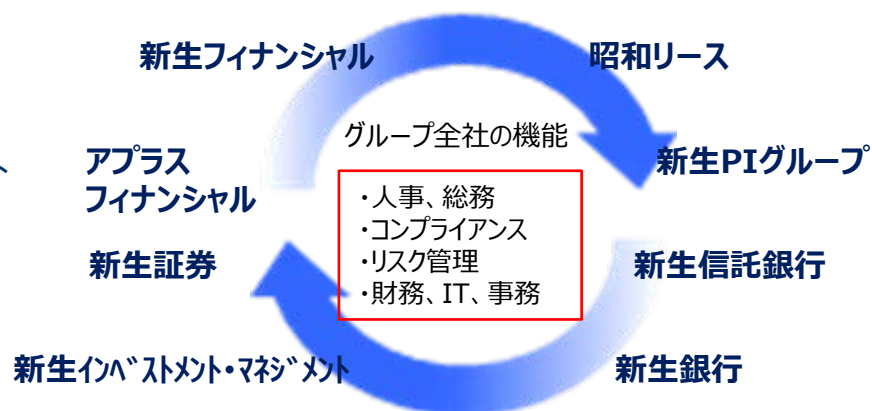 新生フィナンシャル
昭和リース
グループ全社の機能
、
アプラス
フィナンシャル
新生PIグループ
・人事、総務
・コンプライアンス
・リスク管理
・財務、IT、事務
新生証券
新生信託銀行
新生ｲﾝﾍﾞｽﾄﾒﾝﾄ・ﾏﾈｼﾞﾒﾝﾄ
新生銀行